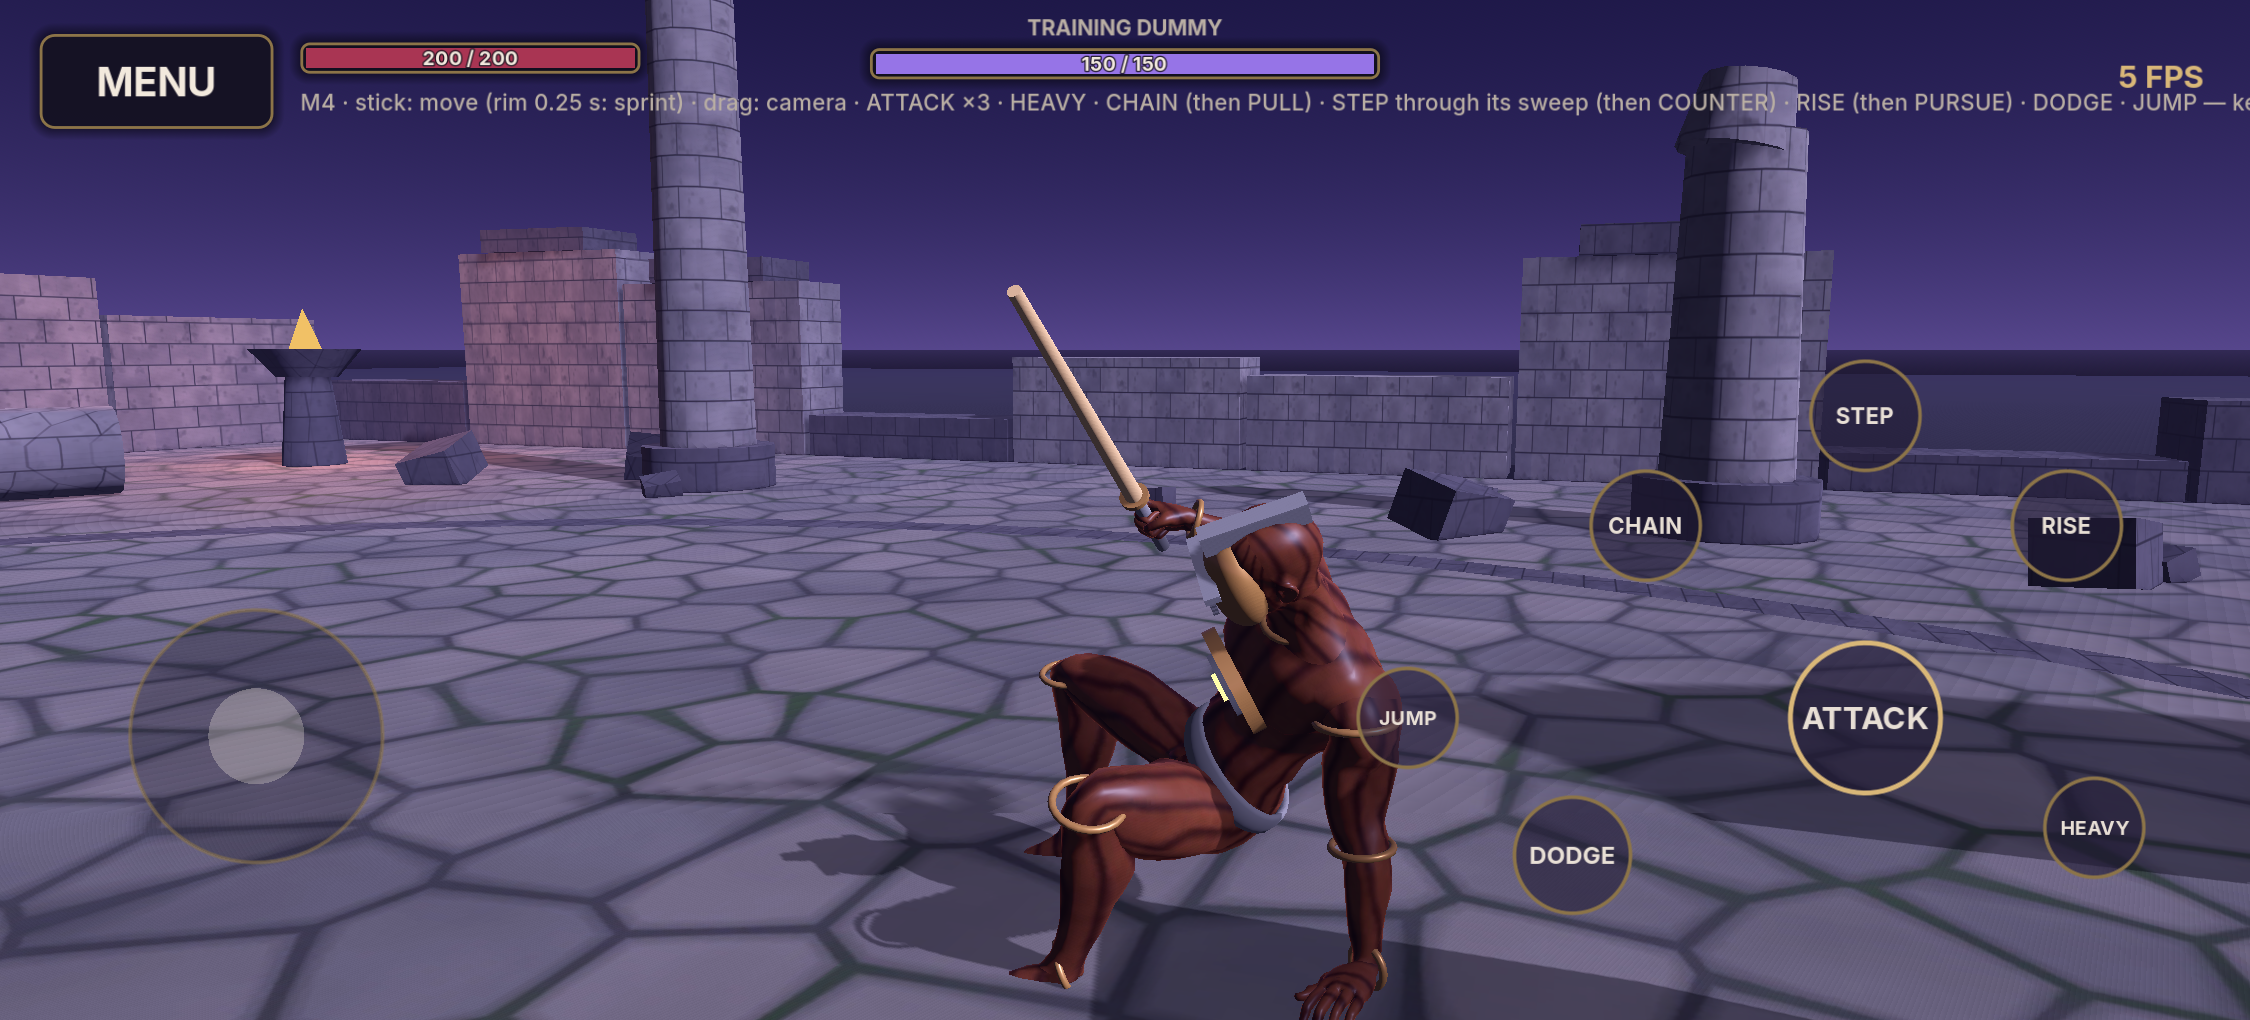 TRAINING DUMMY
MENU
200 / 200
150 / 150
5 FPS
M4 · stick: move (rim 0.25 s: sprint) · drag: camera · ATTACK ×3 · HEAVY · CHAIN (then PULL) · STEP through its sweep (then COUNTER) · RISE (then PURSUE) · DODGE · JUMP — ke
STEP
CHAIN
RISE
JUMP
ATTACK
HEAVY
DODGE